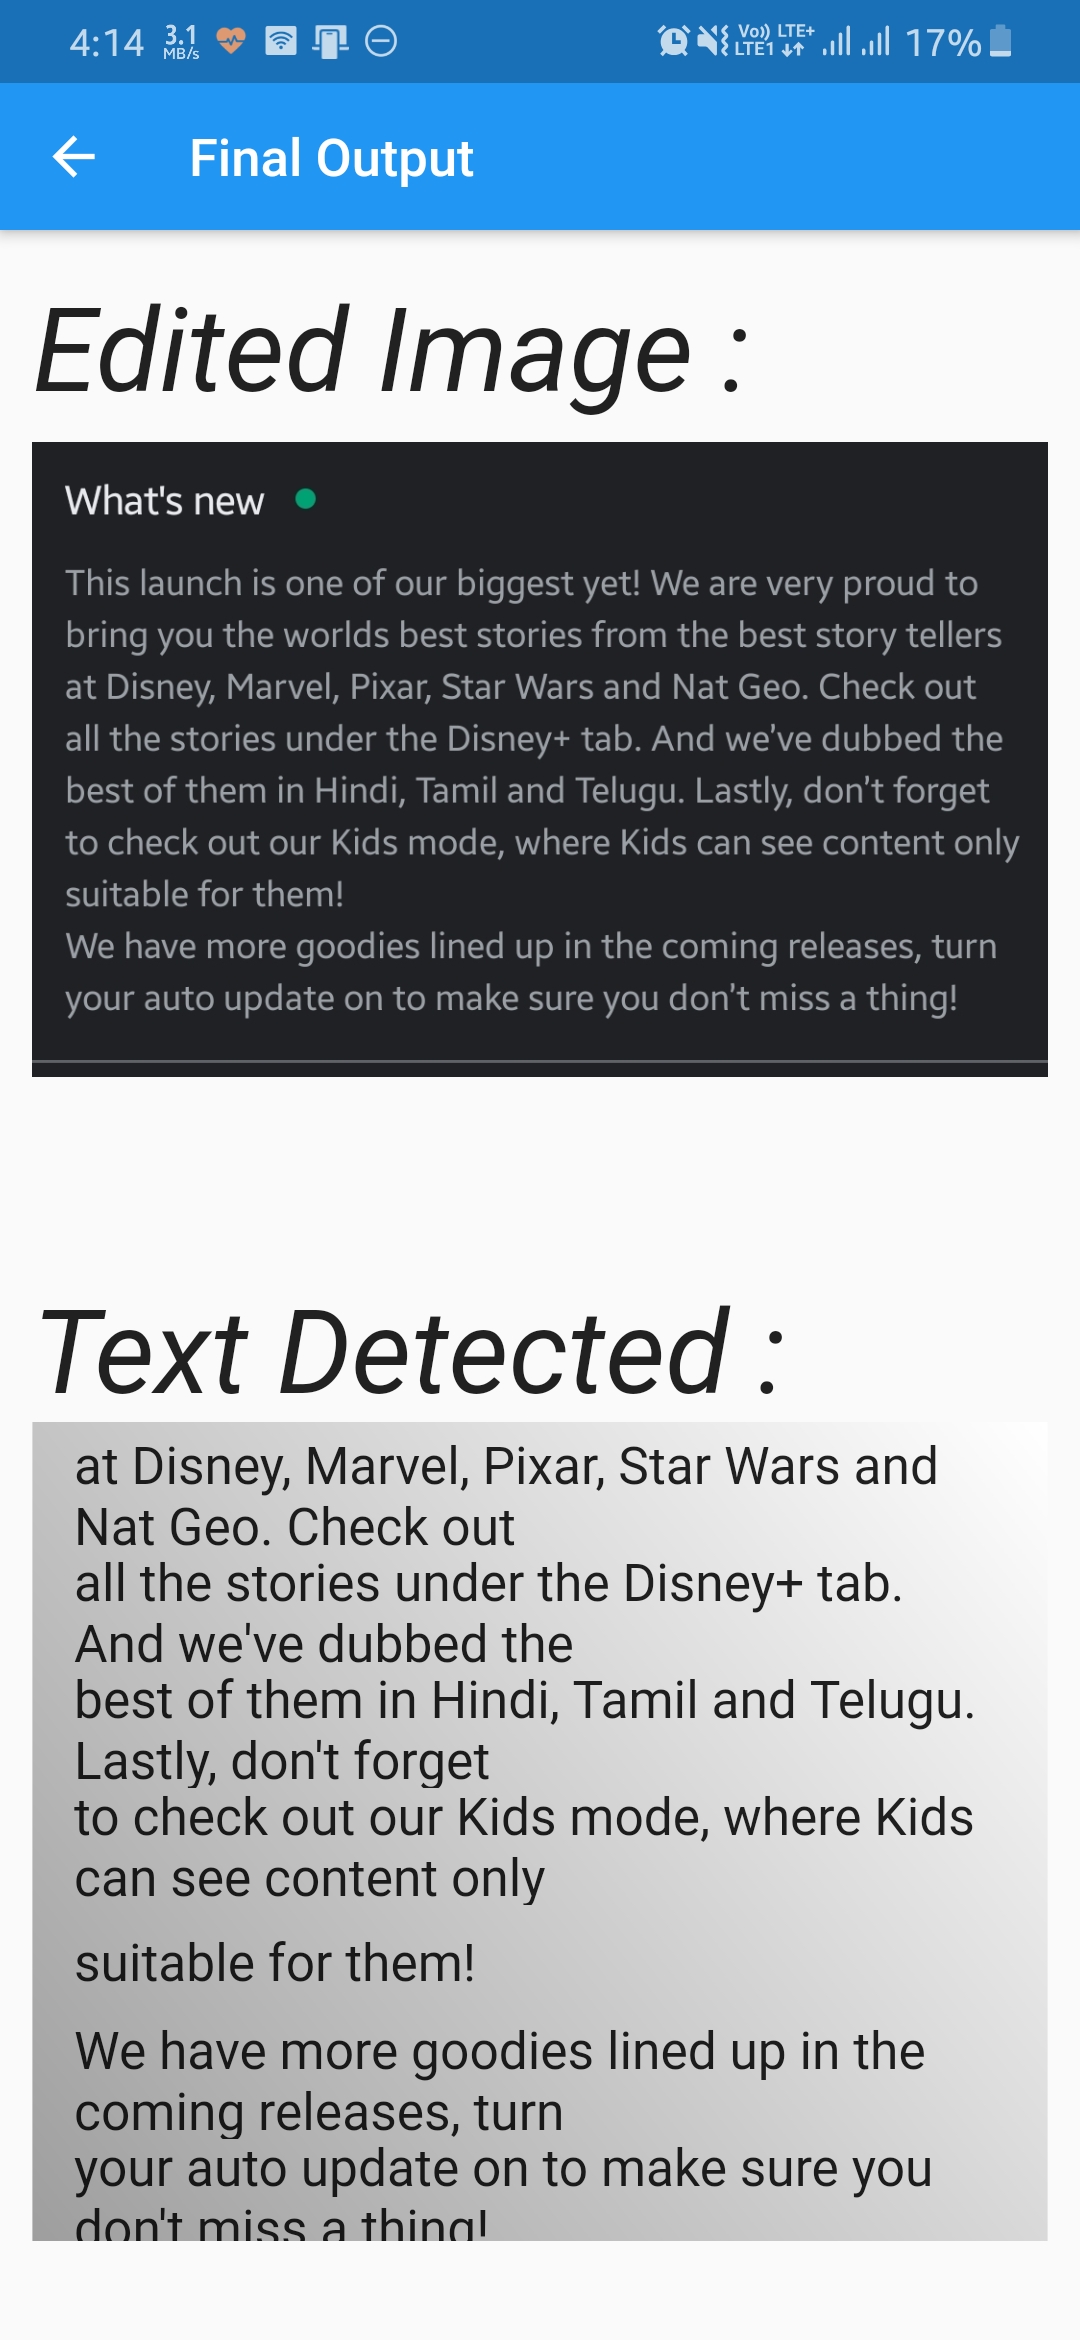 4:14 3.1 MB/s Vo)) LTE+ LTE1 17%
Final Output
Edited Image :
What's new
This launch is one of our biggest yet! We are very proud to
bring you the worlds best stories from the best story tellers
at Disney, Marvel, Pixar, Star Wars and Nat Geo. Check out
all the stories under the Disney+ tab. And we've dubbed the
best of them in Hindi, Tamil and Telugu. Lastly, don't forget
to check out our Kids mode, where Kids can see content only
suitable for them!
We have more goodies lined up in the coming releases, turn
your auto update on to make sure you don't miss a thing!
Text Detected :
at Disney, Marvel, Pixar, Star Wars and
Nat Geo. Check out
all the stories under the Disney+ tab.
And we've dubbed the
best of them in Hindi, Tamil and Telugu.
Lastly, don't forget
to check out our Kids mode, where Kids
can see content only
suitable for them!
We have more goodies lined up in the
coming releases, turn
your auto update on to make sure you
don't miss a thing!